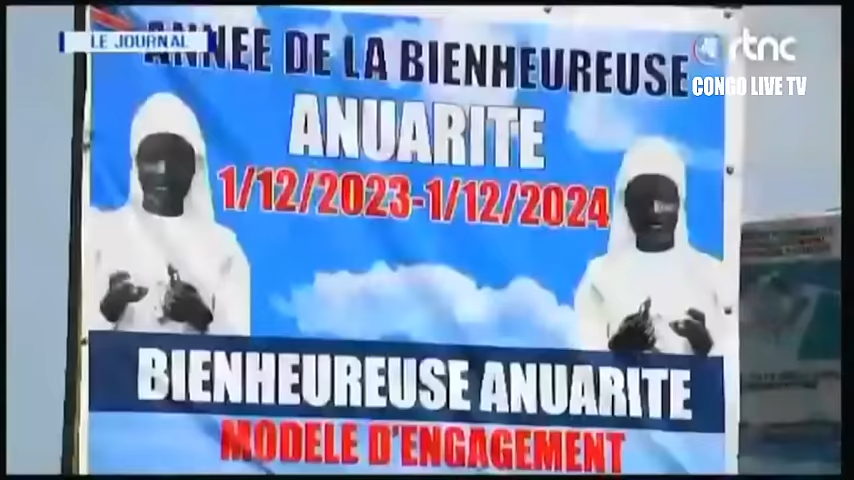 LE JOURNAL
rtnc
CONGO LIVE TV
ANNEE DE LA BIENHEUREUSE
ANUARITE
1/12/2023-1/12/2024
BIENHEUREUSE ANUARITE
MODELE D'ENGAGEMENT